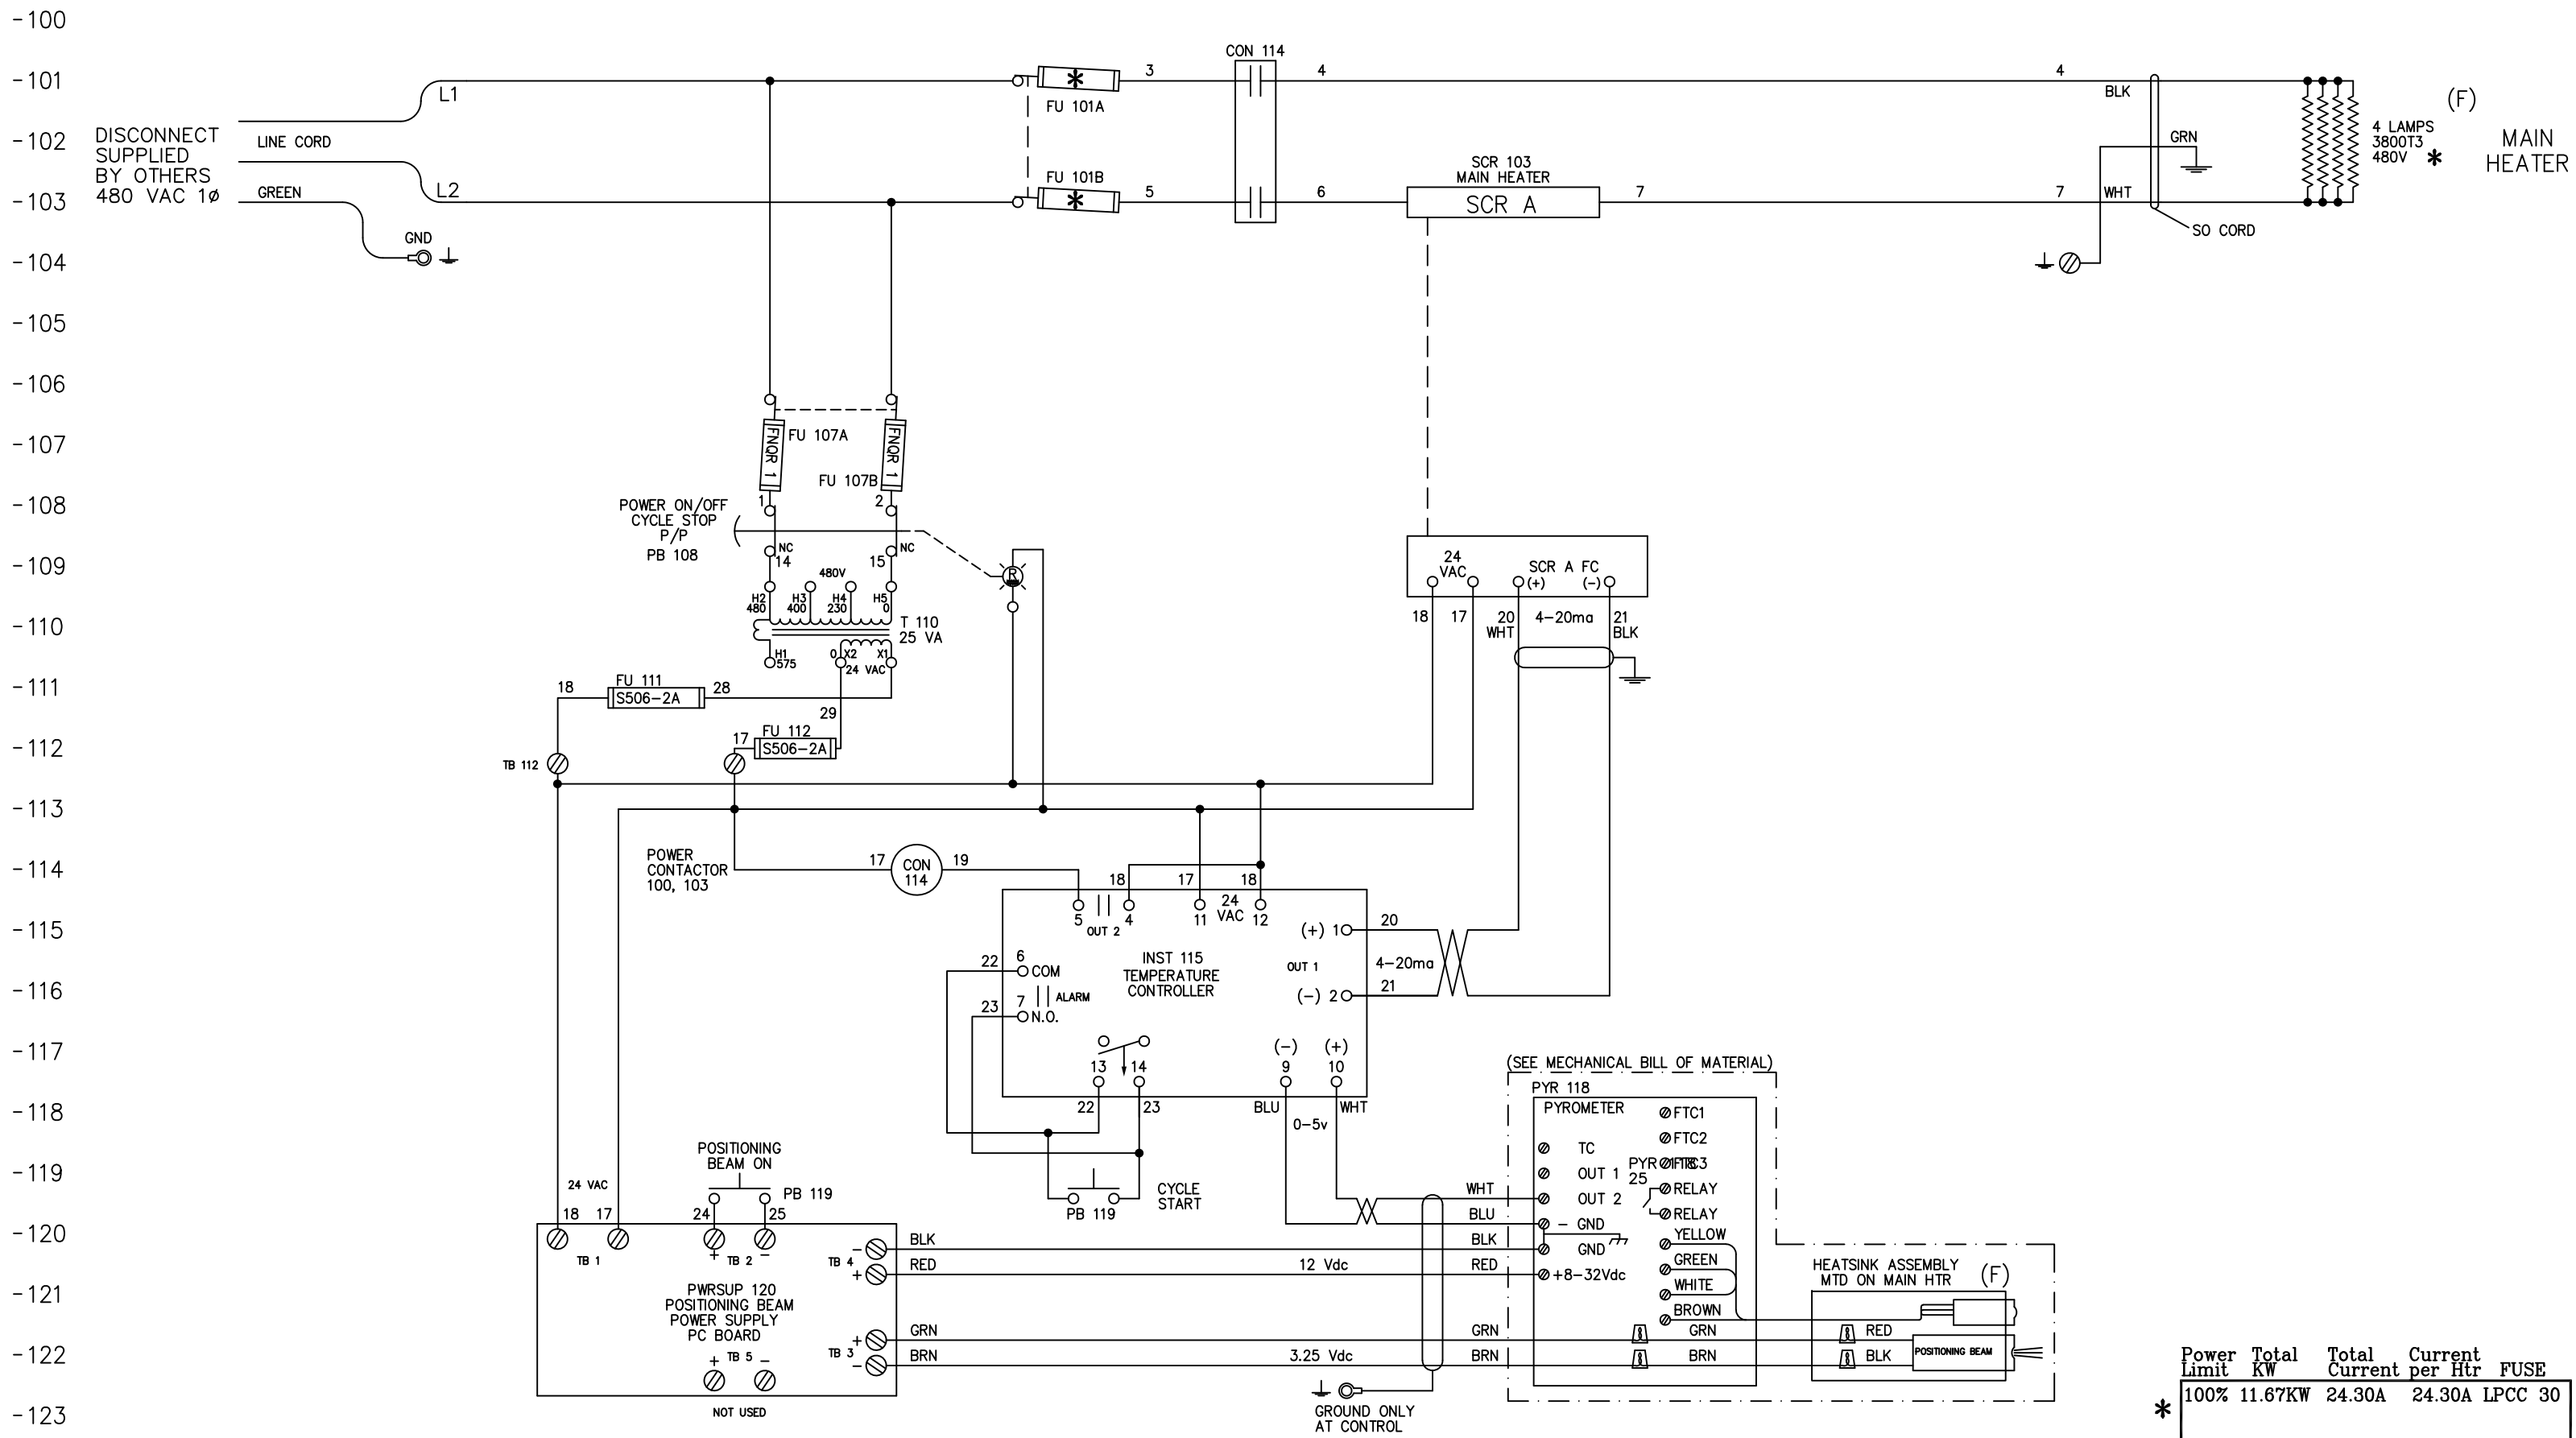 -100
-101
-102
-103
-104
-105
-106
-107
-108
-109
-110
-111
-112
-113
-114
-115
-116
-117
-118
-119
-120
-121
-122
-123
DISCONNECT
SUPPLIED
BY OTHERS
480 VAC 1ø
LINE CORD
GREEN
L1
L2
GND
FU 101A
FU 101B
3
5
CON 114
4
6
SCR 103
MAIN HEATER
SCR A
7
4
BLK
7
WHT
GRN
SO CORD
4 LAMPS
3800T3
480V *
(F)
MAIN
HEATER
FNQR 1
FU 107A
FNQR 1
FU 107B
1
2
POWER ON/OFF
CYCLE STOP
P/P
PB 108
NC
14
NC
15
480V
H2
480
H3
400
H4
230
H5
0
T 110
25 VA
H1
575
0
X2
X1
24 VAC
R
18
FU 111
S506-2A
28
29
17
FU 112
S506-2A
TB 112
24
VAC
SCR A FC
(+)
(-)
18
17
20
WHT
4-20ma
21
BLK
POWER
CONTACTOR
100, 103
17
CON
114
19
18
17
18
5
4
11
24
VAC
12
OUT 2
(+) 1
20
INST 115
TEMPERATURE
CONTROLLER
OUT 1
4-20ma
(-) 2
21
22
6
COM
ALARM
23
7
N.O.
13
14
(-)
9
(+)
10
22
23
BLU
WHT
0-5v
PB 119
CYCLE
START
POSITIONING
BEAM ON
PB 119
24 VAC
18
17
24
25
TB 1
+
TB 2
-
TB 4
-
+
PWRSUP 120
POSITIONING BEAM
POWER SUPPLY
PC BOARD
TB 3
+
-
+
TB 5
-
NOT USED
BLK
RED
12 Vdc
GRN
BRN
3.25 Vdc
WHT
BLU
BLK
RED
GRN
BRN
GROUND ONLY
AT CONTROL
(SEE MECHANICAL BILL OF MATERIAL)
PYR 118
PYROMETER
TC
OUT 1
OUT 2
- GND
GND
+8-32Vdc
FTC1
FTC2
FTC3
PYR 118
25
RELAY
RELAY
YELLOW
GREEN
WHITE
BROWN
GRN
BRN
HEATSINK ASSEMBLY
MTD ON MAIN HTR
(F)
RED
BLK
POSITIONING BEAM
Power Total Total Current
Limit KW Current per Htr FUSE
* 100% 11.67KW 24.30A 24.30A LPCC 30